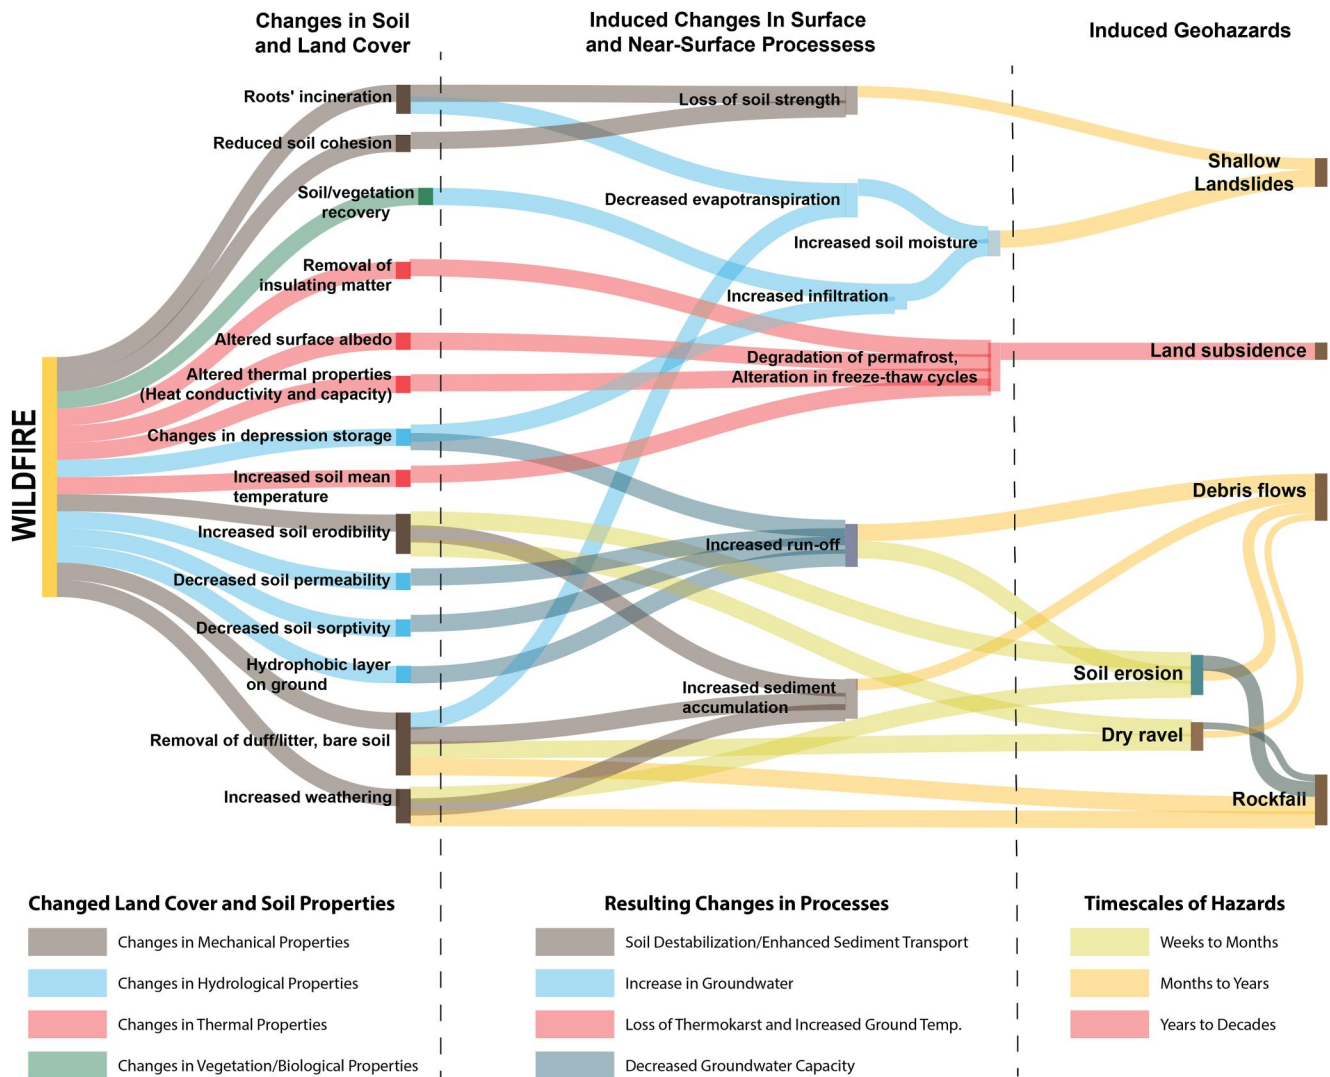 Changes in Soil
and Land Cover
Induced Changes In Surface
and Near-Surface Processess
Induced Geohazards
WILDFIRE
Roots' incineration
Reduced soil cohesion
Soil/vegetation
recovery
Removal of
insulating matter
Altered surface albedo
Altered thermal properties
(Heat conductivity and capacity)
Changes in depression storage
Increased soil mean
temperature
Increased soil erodibility
Decreased soil permeability
Decreased soil sorptivity
Hydrophobic layer
on ground
Removal of duff/litter, bare soil
Increased weathering
Loss of soil strength
Decreased evapotranspiration
Increased soil moisture
Increased infiltration
Degradation of permafrost,
Alteration in freeze-thaw cycles
Increased run-off
Increased sediment
accumulation
Shallow
Landslides
Land subsidence
Debris flows
Soil erosion
Dry ravel
Rockfall
Changed Land Cover and Soil Properties
Changes in Mechanical Properties
Changes in Hydrological Properties
Changes in Thermal Properties
Changes in Vegetation/Biological Properties
Resulting Changes in Processes
Soil Destabilization/Enhanced Sediment Transport
Increase in Groundwater
Loss of Thermokarst and Increased Ground Temp.
Decreased Groundwater Capacity
Timescales of Hazards
Weeks to Months
Months to Years
Years to Decades